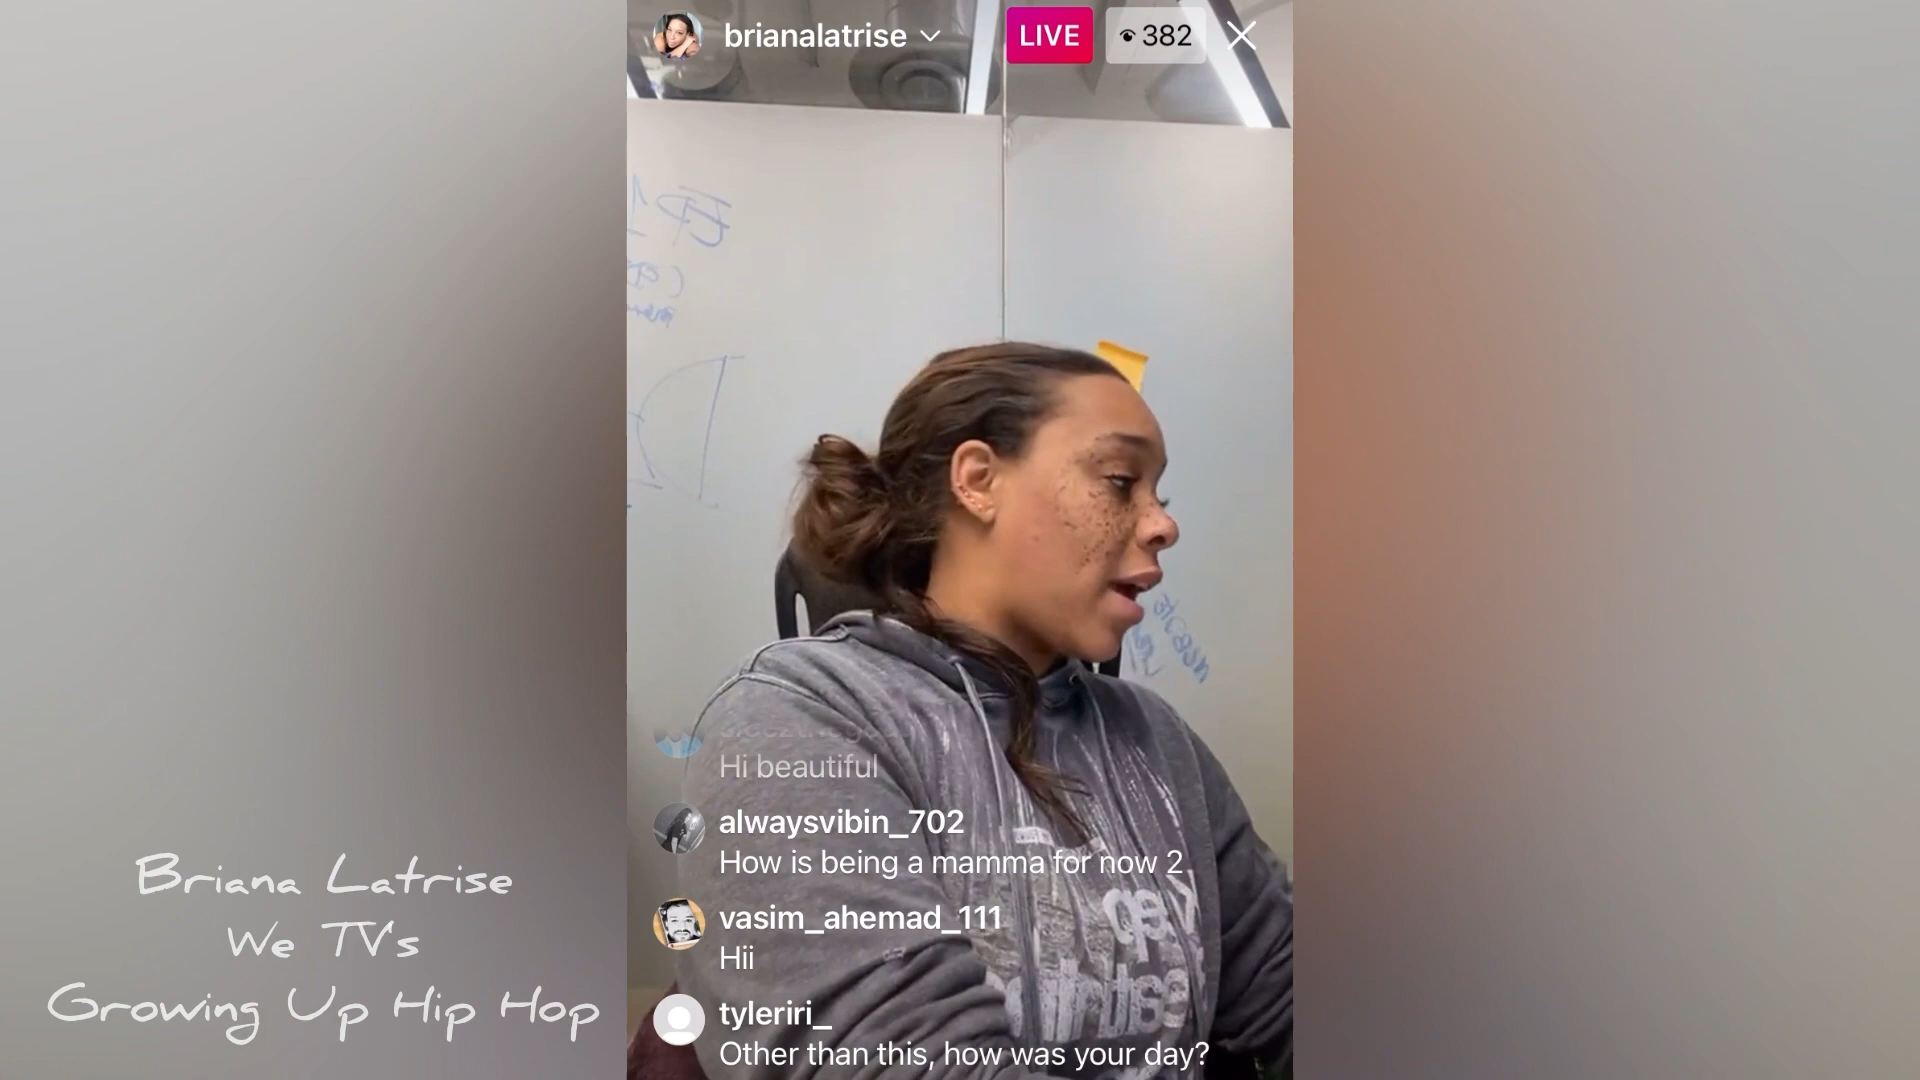 brianalatrise
LIVE
382
EP1
Hi beautiful
alwaysvibin_702
How is being a mamma for now 2
vasim_ahemad_111
Hii
tyleriri_
Other than this, how was your day?
Briana Latrise
We TV's
Growing Up Hip Hop